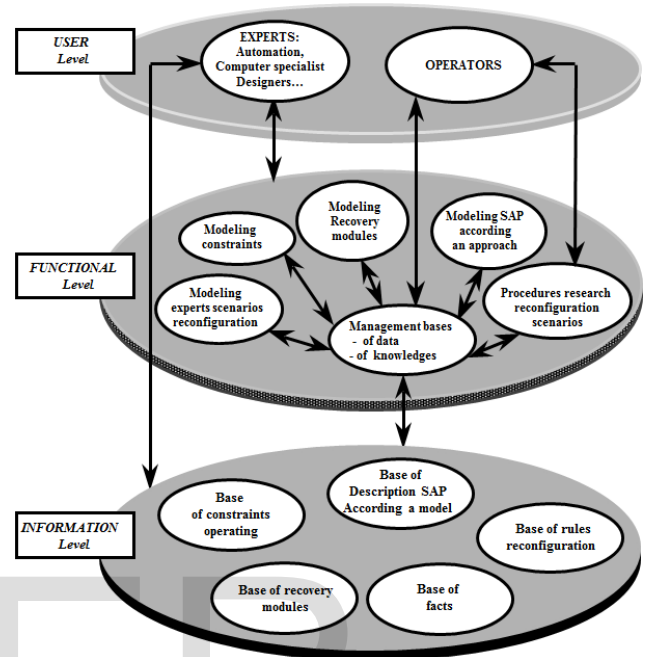 USER
Level
EXPERTS:
Automation,
Computer specialist
Designers...
OPERATORS
FUNCTIONAL
Level
Modeling
constraints
Modeling
Recovery
modules
Modeling SAP
according
an approach
Modeling
experts scenarios
reconfiguration
Management bases
- of data
- of knowledges
Procedures research
reconfiguration
scenarios
INFORMATION
Level
Base
of constraints
operating
Base of
Description SAP
According a model
Base of rules
reconfiguration
Base of recovery
modules
Base of
facts